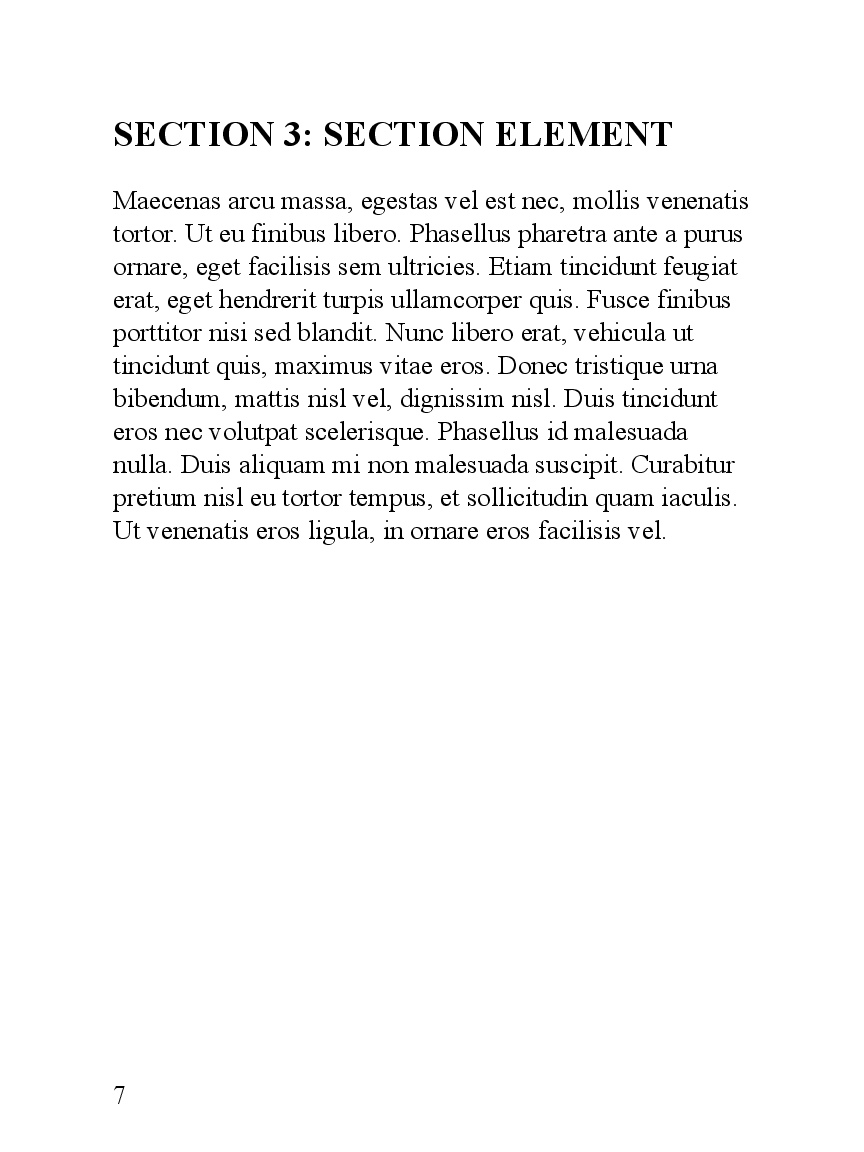 SECTION 3: SECTION ELEMENT
Maecenas arcu massa, egestas vel est nec, mollis venenatis
tortor. Ut eu finibus libero. Phasellus pharetra ante a purus
ornare, eget facilisis sem ultricies. Etiam tincidunt feugiat
erat, eget hendrerit turpis ullamcorper quis. Fusce finibus
porttitor nisi sed blandit. Nunc libero erat, vehicula ut
tincidunt quis, maximus vitae eros. Donec tristique urna
bibendum, mattis nisl vel, dignissim nisl. Duis tincidunt
eros nec volutpat scelerisque. Phasellus id malesuada
nulla. Duis aliquam mi non malesuada suscipit. Curabitur
pretium nisl eu tortor tempus, et sollicitudin quam iaculis.
Ut venenatis eros ligula, in ornare eros facilisis vel.
7